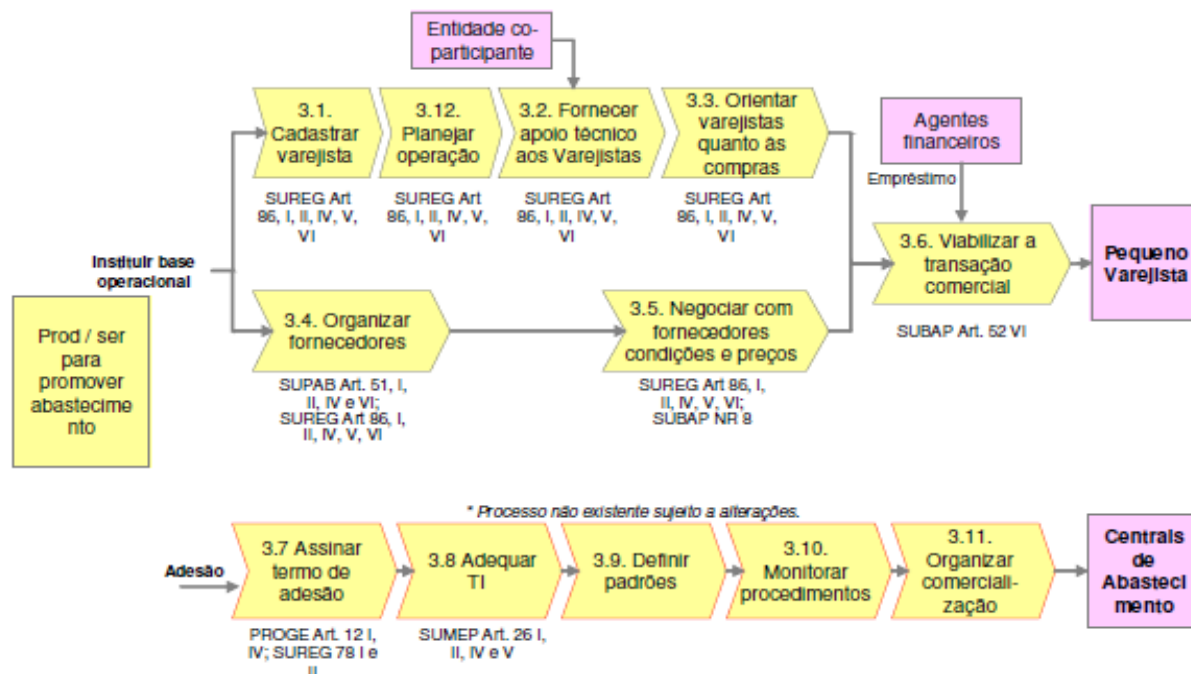 Entidade co-
participante
3.1.
Cadastrar
varejista
3.12.
Planejar
operação
3.2. Fornecer
apoio técnico
aos Varejistas
3.3. Orientar
varejistas
quanto às
compras
Agentes
financeiros
Empréstimo
SUREG Art
86, I, II, IV, V,
VI
SUREG Art
86, I, II, IV, V,
VI
SUREG Art
86, I, II, IV, V,
VI
SUREG Art
86, I, II, IV, V,
VI
3.6. Viabilizar a
transação
comercial
Pequeno
Varejista
SUBAP Art. 52 VI
Instituir base
operacional
Prod / ser
para
promover
abastecime
nto
3.4. Organizar
fornecedores
3.5. Negociar com
fornecedores
condições e preços
SUPAB Art. 51, I,
II, IV e VI;
SUREG Art 86, I,
II, IV, V, VI
SUREG Art 86, I,
II, IV, V, VI;
SUBAP NR 8
* Processo não existente sujeito a alterações.
Adesão
3.7 Assinar
termo de
adesão
3.8 Adequar
TI
3.9. Definir
padrões
3.10.
Monitorar
procedimentos
3.11.
Organizar
comerciali-
zação
Centrais
de
Abasteci
mento
PROGE Art. 12 I,
IV; SUREG 78 I e
II
SUMEP Art. 26 I,
II, IV e V